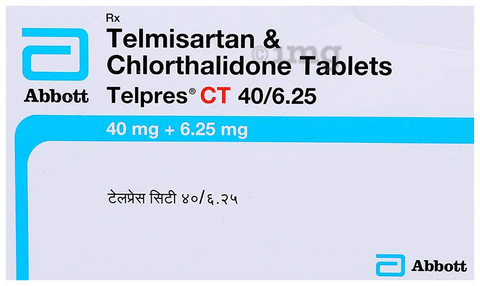 Rx
Telmisartan &
Chlorthalidone Tablets
Telpres® CT 40/6.25
Abbott
40 mg + 6.25 mg
टेलप्रेस सिटी ४०/६.२५
Abbott
©1mg